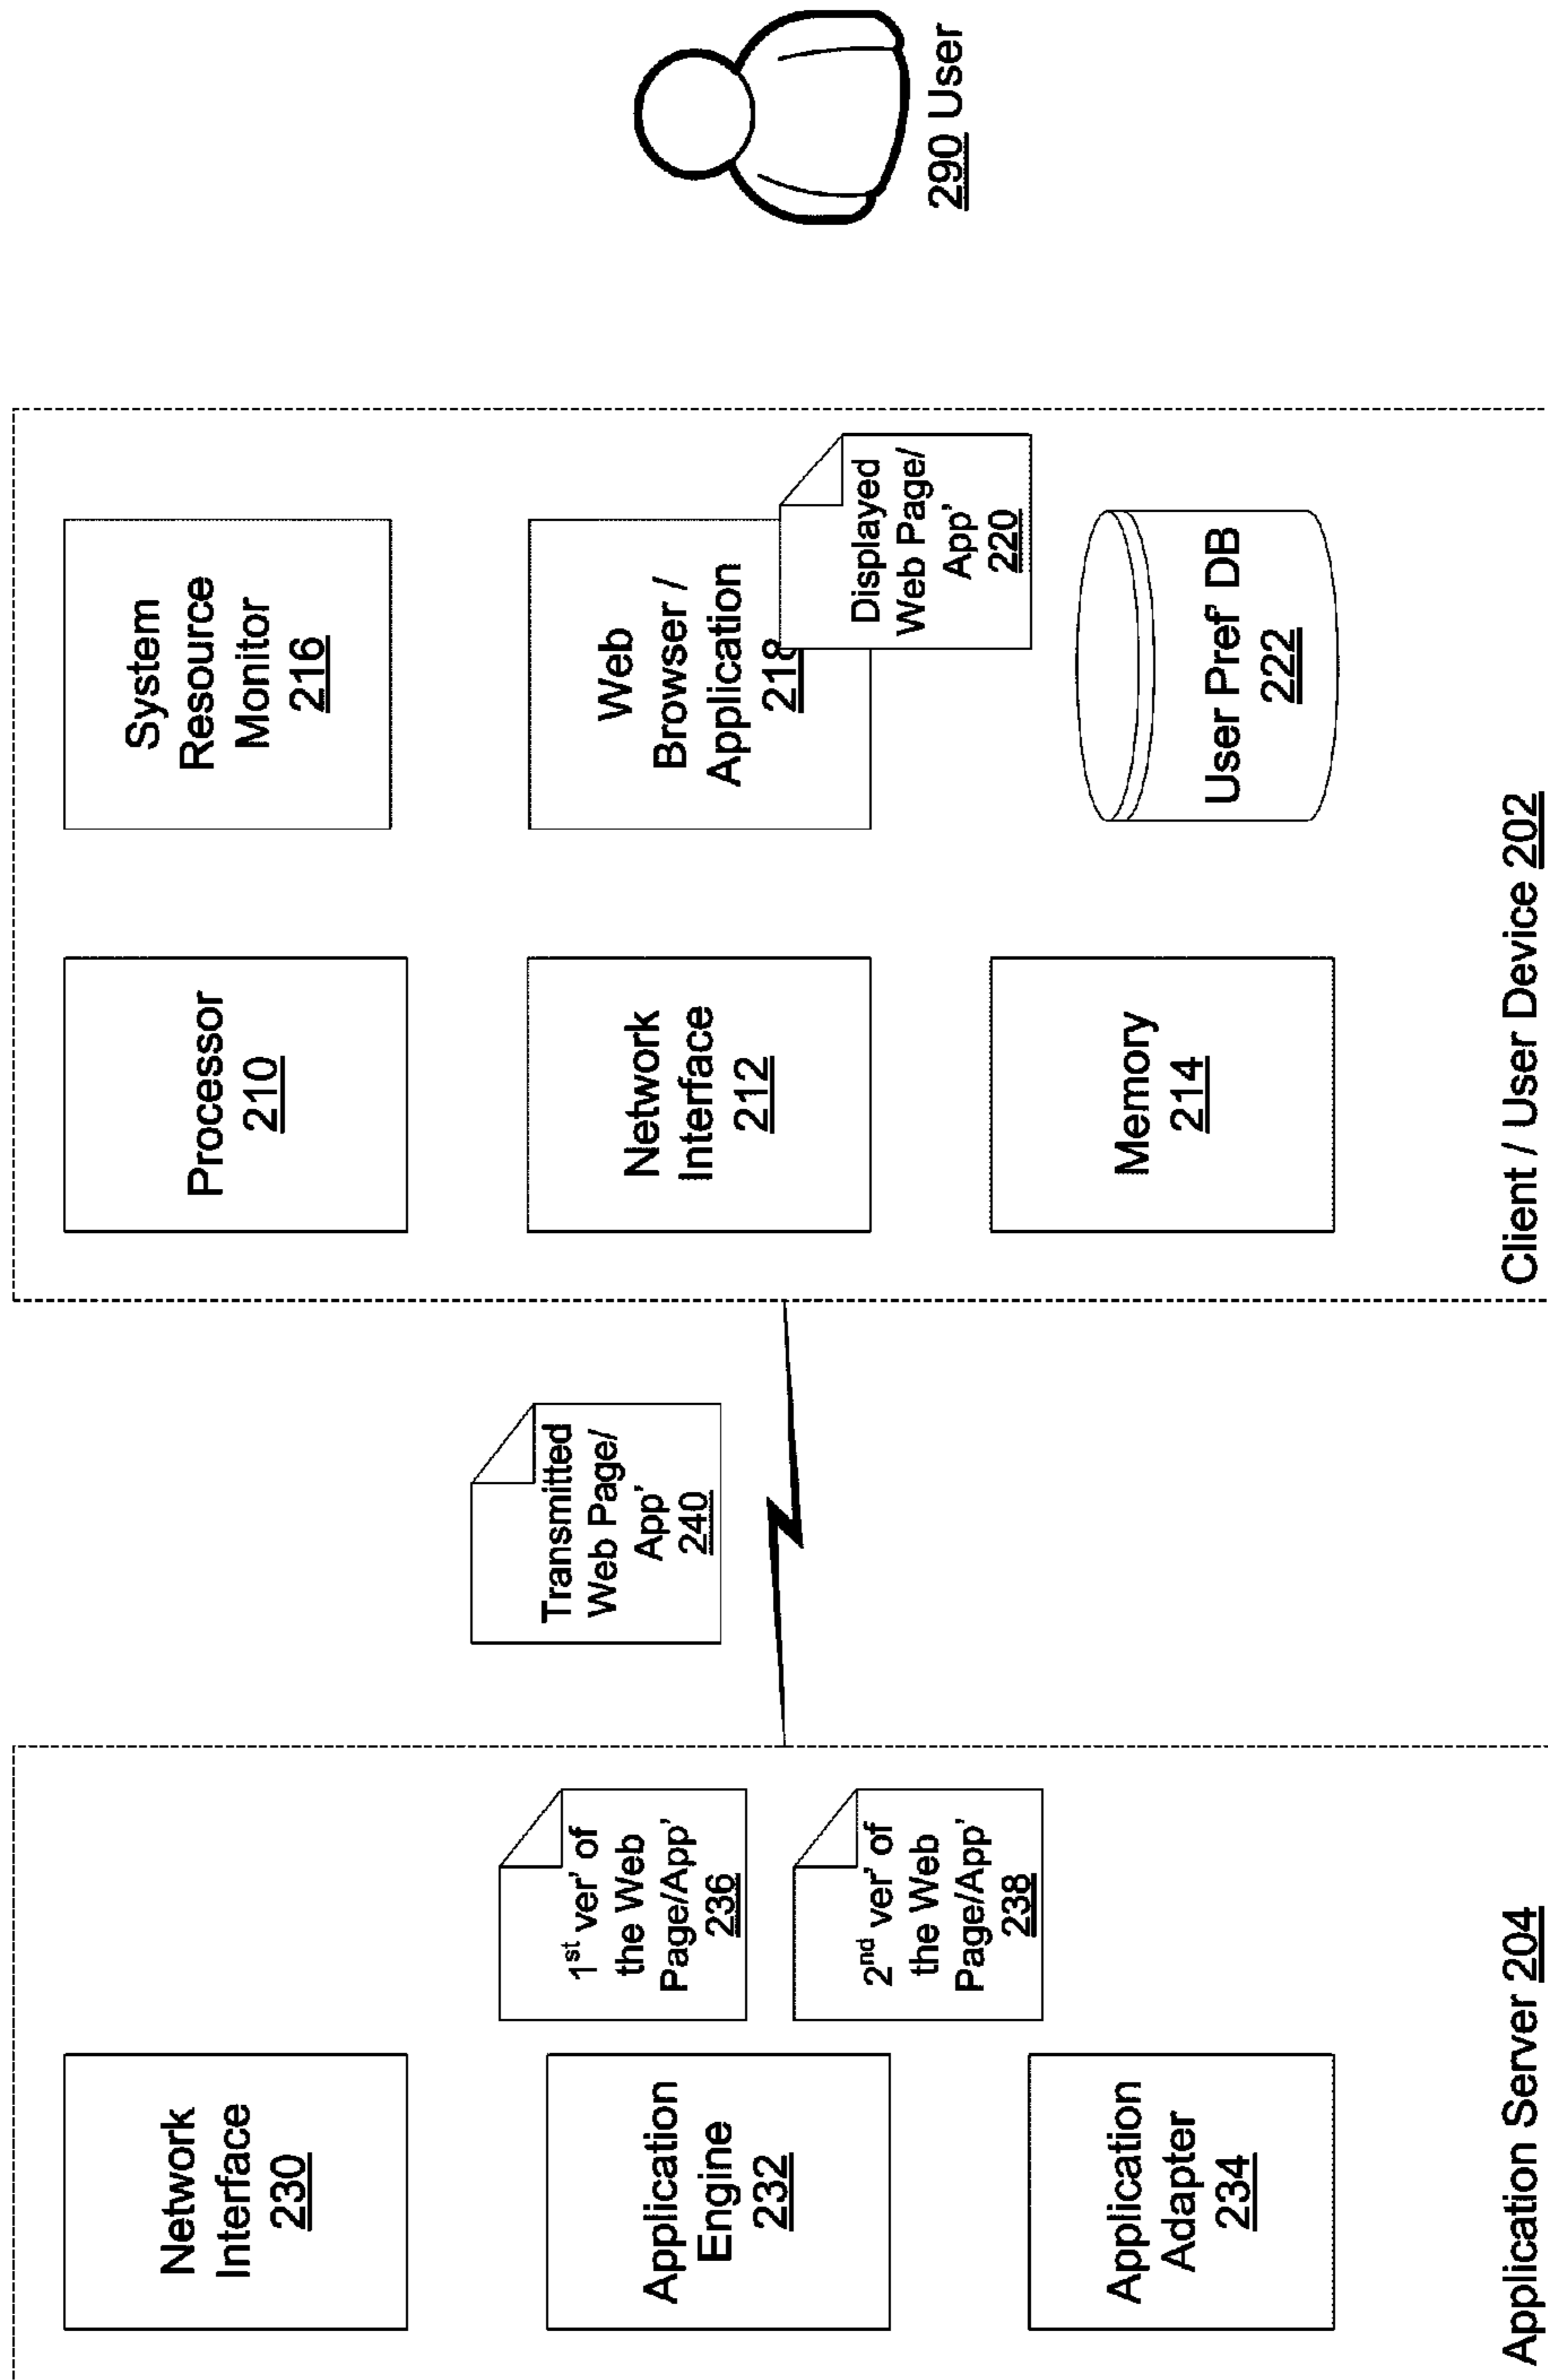 Network
Interface
230
Application
Engine
232
Application
Adapter
234
1st ver' of
the Web
Page/App'
236
2nd ver' of
the Web
Page/App'
238
Application Server 204
Transmitted
Web Page/
App'
240
Processor
210
Network
Interface
212
Memory
214
System
Resource
Monitor
216
Web
Browser /
Application
218
Displayed
Web Page/
App'
220
User Pref' DB
222
Client / User Device 202
290 User